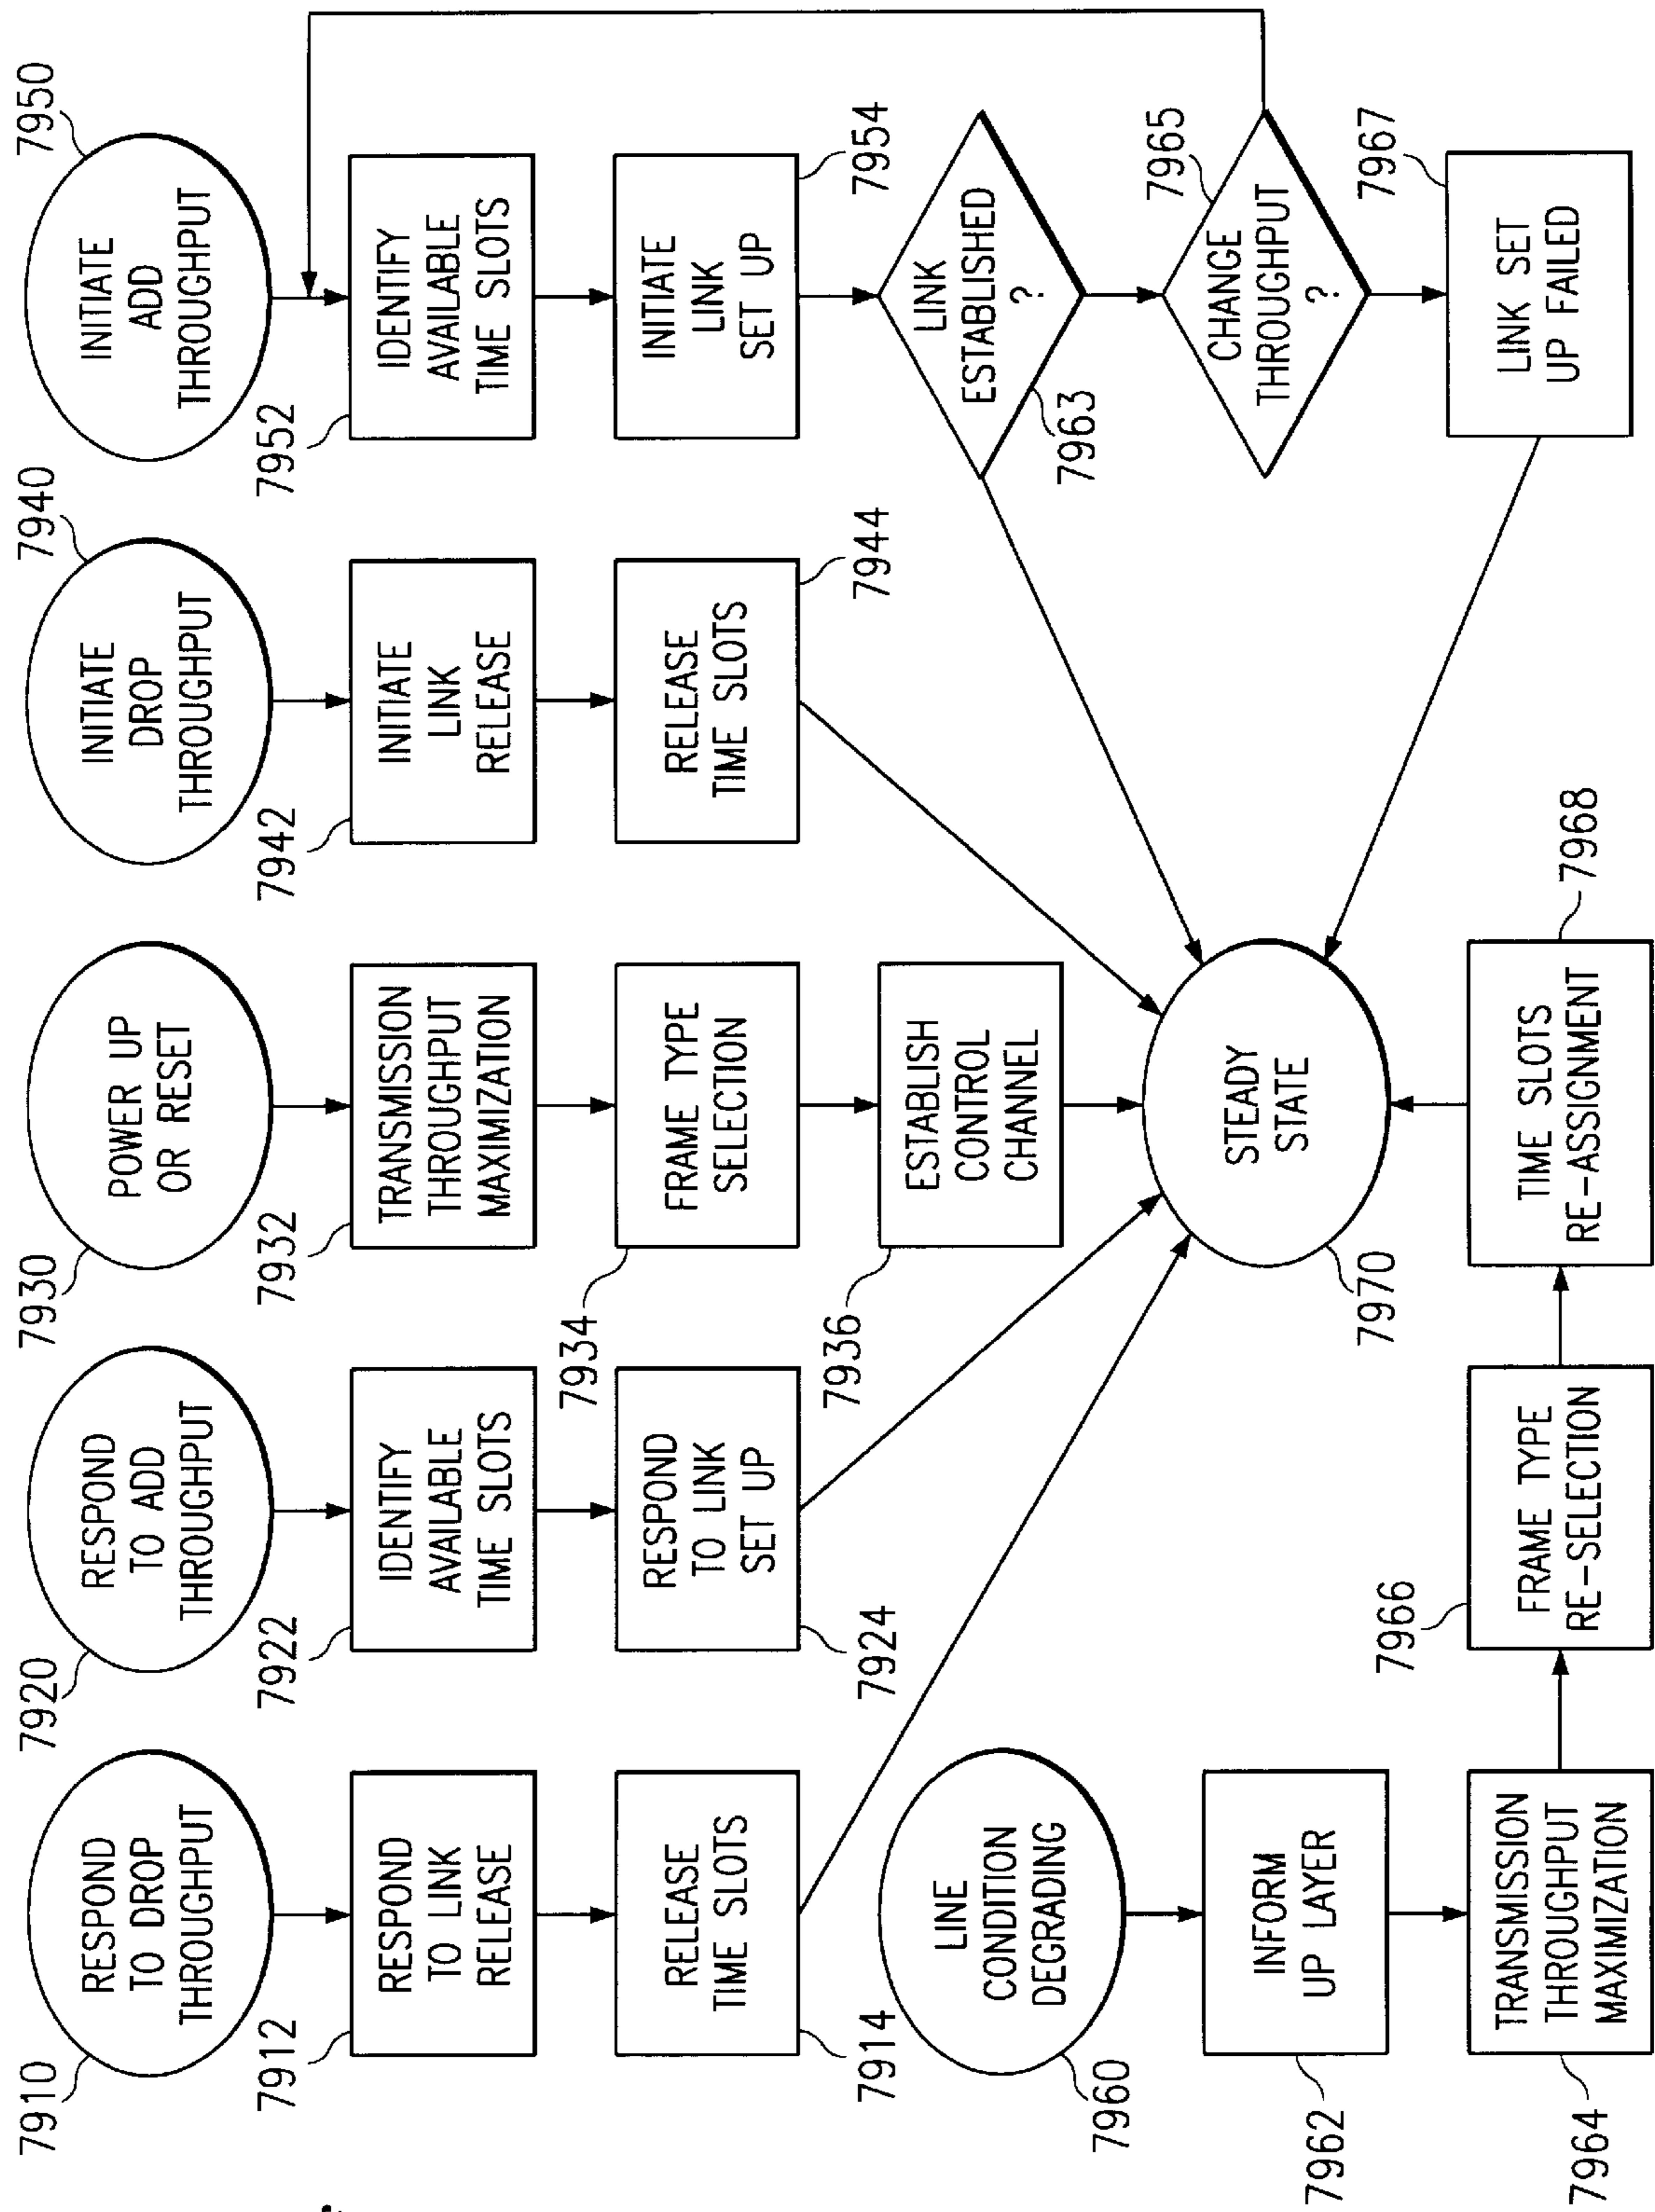 7910
RESPOND
TO DROP
THROUGHPUT
7912
RESPOND
TO LINK
RELEASE
RELEASE
TIME SLOTS
7914
7920
RESPOND
TO ADD
THROUGHPUT
7922
IDENTIFY
AVAILABLE
TIME SLOTS
RESPOND
TO LINK
SET UP
7924
7930
POWER UP
OR RESET
7932
TRANSMISSION
THROUGHPUT
MAXIMIZATION
7934
FRAME TYPE
SELECTION
7936
ESTABLISH
CONTROL
CHANNEL
7940
INITIATE
DROP
THROUGHPUT
7942
INITIATE
LINK
RELEASE
RELEASE
TIME SLOTS
7944
7950
INITIATE
ADD
THROUGHPUT
7952
IDENTIFY
AVAILABLE
TIME SLOTS
INITIATE
LINK
SET UP
7954
LINK
ESTABLISHED
?
7963
7965
CHANGE
THROUGHPUT
?
7967
LINK SET
UP FAILED
LINE
CONDITION
DEGRADING
7960
INFORM
UP LAYER
7962
TRANSMISSION
THROUGHPUT
MAXIMIZATION
7964
7966
FRAME TYPE
RE-SELECTION
TIME SLOTS
RE-ASSIGNMENT
7968
STEADY
STATE
7970